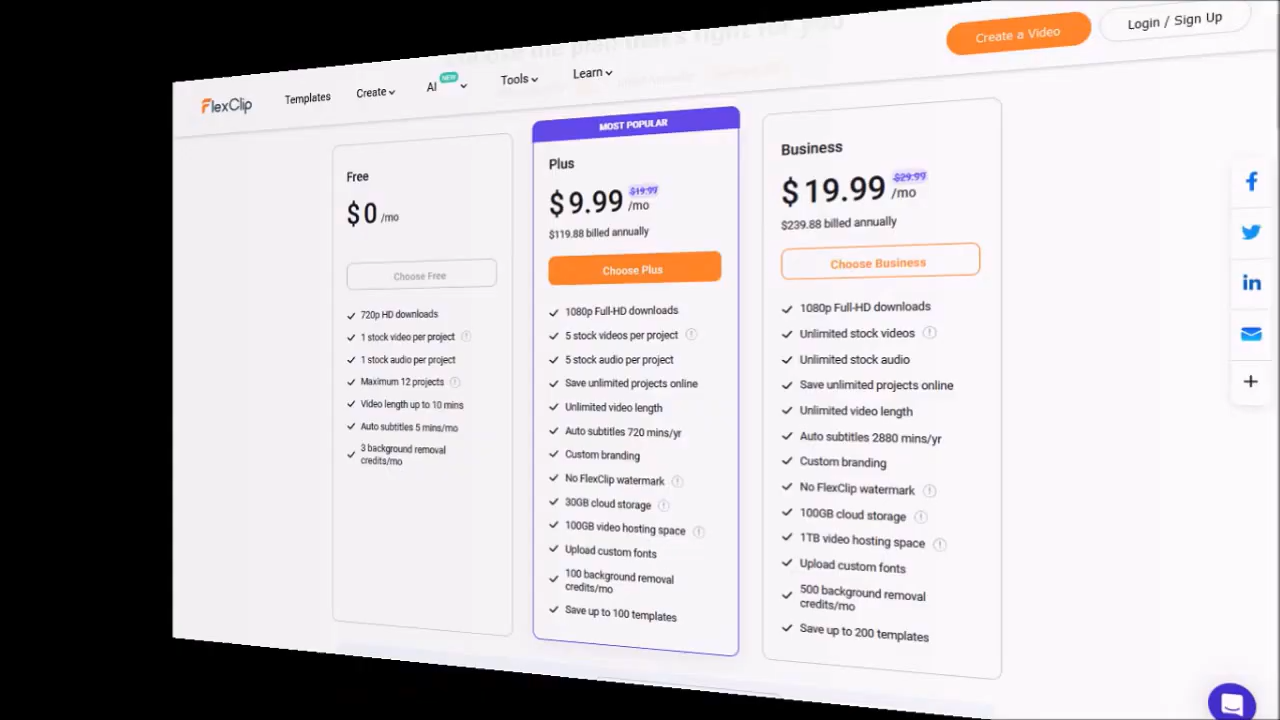 Create a Video
Login / Sign Up
FlexClip
Templates
Create
AI
NEW
Tools
Learn
the plan that's right for you
Free
$0 /mo
Choose Free
720p HD downloads
1 stock video per project
1 stock audio per project
Maximum 12 projects
Video length up to 10 mins
Auto subtitles 5 mins/mo
3 background removal
credits/mo
MOST POPULAR
Plus
$9.99 $19.99 /mo
$119.88 billed annually
Choose Plus
1080p Full-HD downloads
5 stock videos per project
5 stock audio per project
Save unlimited projects online
Unlimited video length
Auto subtitles 720 mins/yr
Custom branding
No FlexClip watermark
30GB cloud storage
100GB video hosting space
Upload custom fonts
100 background removal
credits/mo
Save up to 100 templates
Business
$19.99 $29.99 /mo
$239.88 billed annually
Choose Business
1080p Full-HD downloads
Unlimited stock videos
Unlimited stock audio
Save unlimited projects online
Unlimited video length
Auto subtitles 2880 mins/yr
Custom branding
No FlexClip watermark
100GB cloud storage
1TB video hosting space
Upload custom fonts
500 background removal
credits/mo
Save up to 200 templates